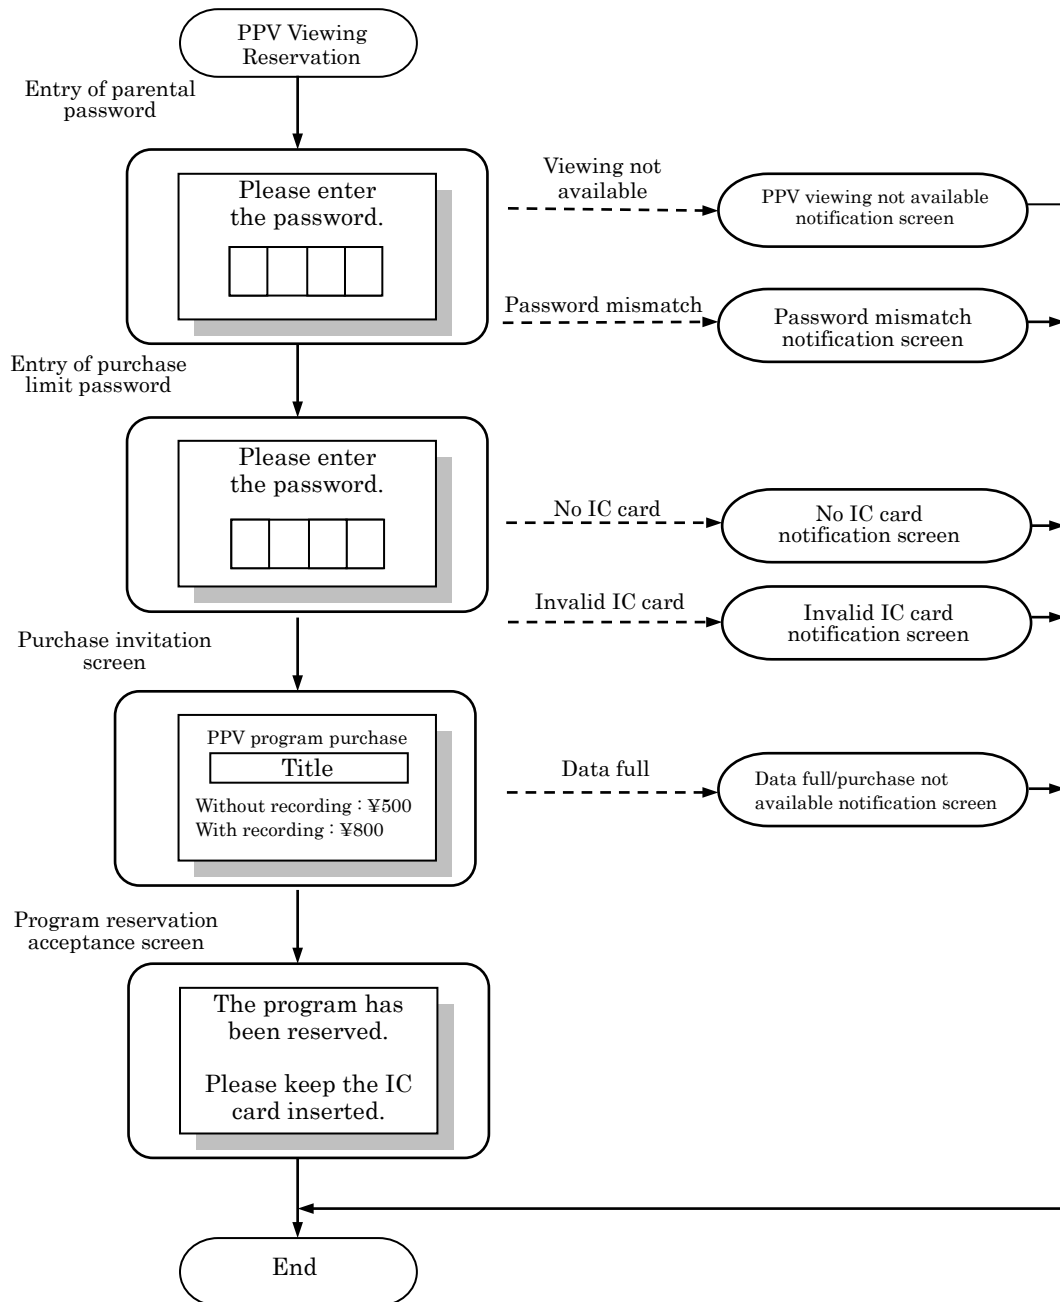 PPV Viewing
Reservation
Entry of parental
password
Please enter
the password.
Viewing not
available
PPV viewing not available
notification screen
Password mismatch
Password mismatch
notification screen
Entry of purchase
limit password
Please enter
the password.
No IC card
No IC card
notification screen
Invalid IC card
Invalid IC card
notification screen
Purchase invitation
screen
PPV program purchase
Title
Without recording : ¥500
With recording : ¥800
Data full
Data full/purchase not
available notification screen
Program reservation
acceptance screen
The program has
been reserved.
Please keep the IC
card inserted.
End